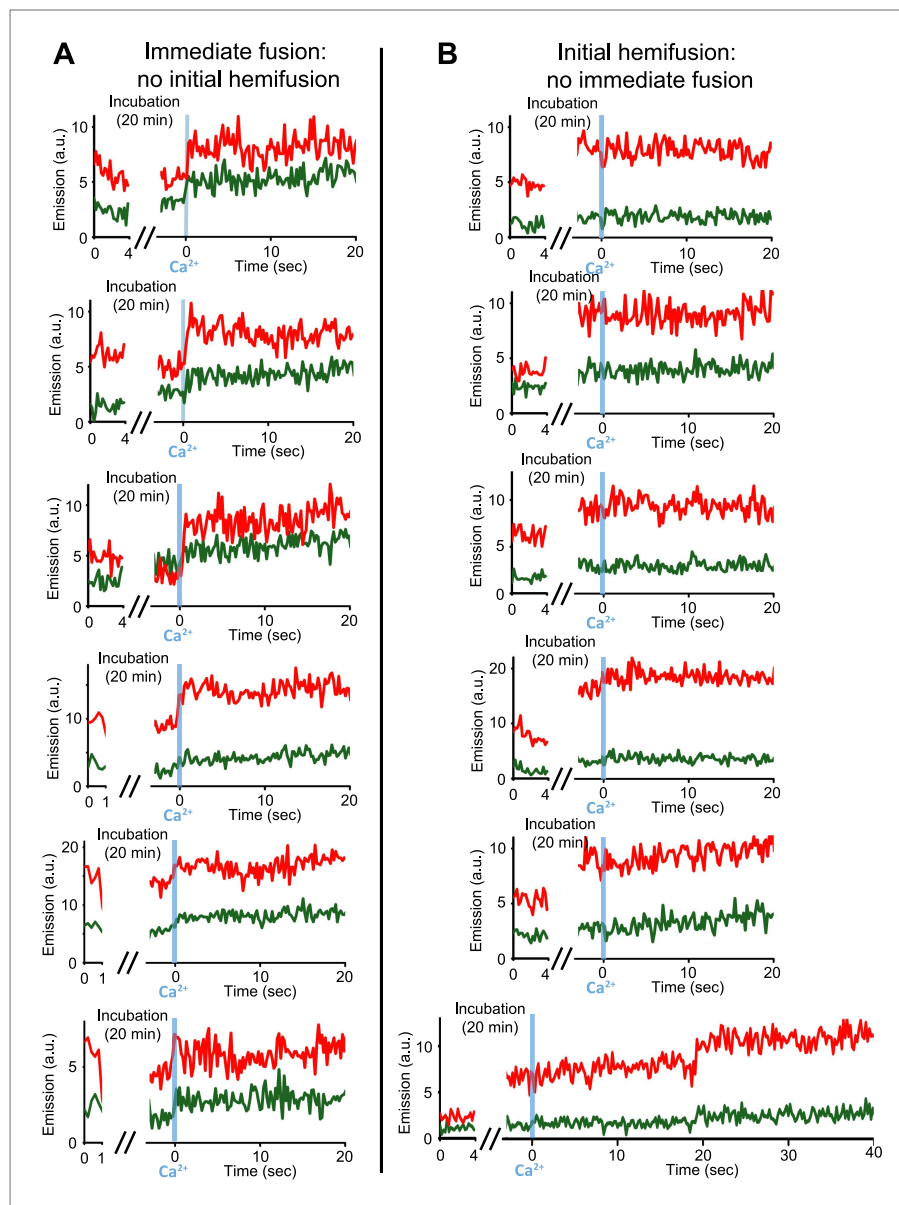 A
Immediate fusion:
no initial hemifusion
Incubation
(20 min)
Emission (a.u.)
10
5
0
0 4
0 10 20
Ca²⁺
Time (sec)
Incubation
(20 min)
Emission (a.u.)
10
5
0
0 4
0 10 20
Ca²⁺
Time (sec)
Incubation
(20 min)
Emission (a.u.)
10
5
0
0 4
0 10 20
Ca²⁺
Time (sec)
Incubation
(20 min)
Emission (a.u.)
10
0
0 1
0 10 20
Ca²⁺
Time (sec)
Incubation
(20 min)
Emission (a.u.)
20
10
0
0 1
0 10 20
Ca²⁺
Time (sec)
Incubation
(20 min)
Emission (a.u.)
5
0
0 1
0 10 20
Ca²⁺
Time (sec)
B
Initial hemifusion:
no immediate fusion
Incubation
(20 min)
Emission (a.u.)
10
5
0
0 4
0 10 20
Ca²⁺
Time (sec)
Incubation
(20 min)
Emission (a.u.)
10
5
0
0 4
0 10 20
Ca²⁺
Time (sec)
Incubation
(20 min)
Emission (a.u.)
10
5
0
0 4
0 10 20
Ca²⁺
Time (sec)
Incubation
(20 min)
Emission (a.u.)
20
10
0
0 4
0 10 20
Ca²⁺
Time (sec)
Incubation
(20 min)
Emission (a.u.)
10
5
0
0 4
0 10 20
Ca²⁺
Time (sec)
Incubation
(20 min)
Emission (a.u.)
10
5
0
0 4
0 10 20 30 40
Ca²⁺
Time (sec)